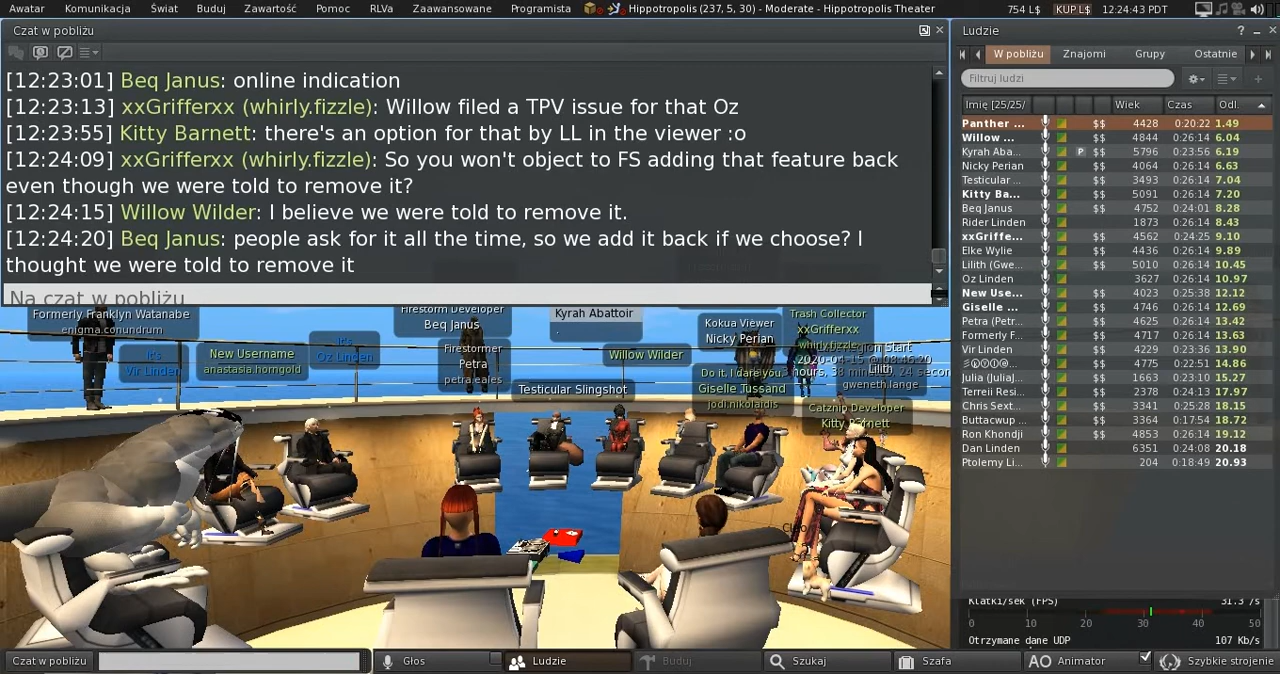 Awatar Komunikacja Świat Buduj Zawartość Pomoc RLVa Zaawansowane Programista Hippotropolis (237, 5, 30) - Moderate - Hippotropolis Theater 754 L$ KUP L$ 12:24:43 PDT
Czat w pobliżu
[12:23:01] Beq Janus: online indication
[12:23:13] xxGrifferxx (whirly.fizzle): Willow filed a TPV issue for that Oz
[12:23:55] Kitty Barnett: there's an option for that by LL in the viewer :o
[12:24:09] xxGrifferxx (whirly.fizzle): So you won't object to FS adding that feature back
even though we were told to remove it?
[12:24:15] Willow Wilder: I believe we were told to remove it.
[12:24:20] Beq Janus: people ask for it all the time, so we add it back if we choose? I
thought we were told to remove it
Na czat w pobliżu
Formerly Franklyn Watanabe
enigma.conundrum
It's
Vir Linden
New Username
anastasia.horngold
It's
Oz Linden
Firestorm Developer
Beq Janus
Firestormer
Petra
petra.eales
Kyrah Abattoir
Testicular Slingshot
Willow Wilder
Kokua Viewer
Nicky Perian
Trash Collector
xxGrifferxx
whirly.fizzle
Lilith
gweneth.lange
Do it. I dare you.
Giselle Tussand
jodi.nikolaidis
Catznip Developer
Kitty Barnett
Ludzie
W pobliżu Znajomi Grupy Ostatnie
Filtruj ludzi
Imię [25/25/ Wiek Czas Odl.
Panther ... $$ 4428 0:20:22 1.49
Willow ... $$ 4844 0:26:14 6.04
Kyrah Aba... P $$ 5796 0:23:56 6.19
Nicky Perian 4064 0:26:14 6.63
Testicular ... 3493 0:26:14 7.04
Kitty Ba... $$ 5091 0:26:14 7.20
Beq Janus $$ 4752 0:24:01 8.28
Rider Linden 1873 0:26:14 8.43
xxGriffe... $$ 4562 0:24:25 9.10
Elke Wylie 4436 0:26:14 9.89
Lilith (Gwe... $$ 5010 0:26:14 10.45
Oz Linden 3627 0:26:14 10.97
New Use... $$ 4023 0:25:38 12.12
Giselle ... $$ 4746 0:26:14 12.69
Petra (Petr... $$ 4625 0:26:14 13.42
Formerly F... $$ 4717 0:26:14 13.63
Vir Linden $$ 4229 0:23:36 13.90
$$ 4775 0:22:51 14.86
Julia (JuliaJ... $$ 1663 0:23:10 15.27
Terreii Resi... $$ 2378 0:24:13 17.97
Chris Sext... $$ 3341 0:25:28 18.15
Buttacwup ... $$ 3364 0:17:54 18.72
Ron Khondji $$ 4853 0:26:14 19.12
Dan Linden 6351 0:24:08 20.18
Ptolemy Li... 204 0:18:49 20.93
Klatki/sek (FPS) 31.3 /s
0 10 20 30 40 50
Otrzymane dane UDP 107 Kb/s
Czat w pobliżu Głos Ludzie Buduj Szukaj Szafa AO Animator Szybkie strojenie